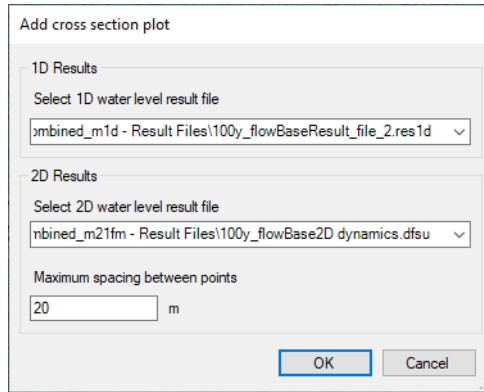 Add cross section plot
1D Results
Select 1D water level result file
ombined_m1d - Result Files\100y_flowBaseResult_file_2.res1d
2D Results
Select 2D water level result file
nbined_m21fm - Result Files\100y_flowBase2D dynamics.dfsu
Maximum spacing between points
20 m
OK Cancel